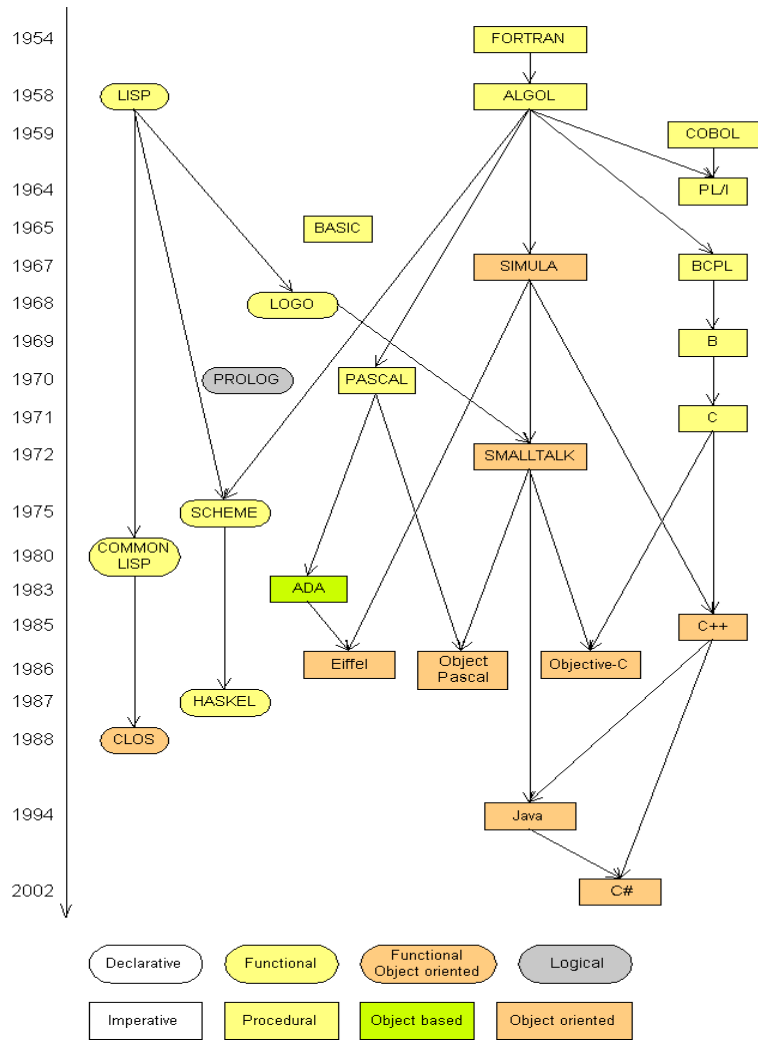 1954
FORTRAN
1958
LISP
ALGOL
1959
COBOL
1964
PL/I
1965
BASIC
1967
SIMULA
BCPL
1968
LOGO
1969
B
1970
PROLOG
PASCAL
1971
C
1972
SMALLTALK
1975
SCHEME
1980
COMMON
LISP
1983
ADA
1985
C++
1986
Eiffel
Object
Pascal
Objective-C
1987
HASKEL
1988
CLOS
1994
Java
2002
C#
Declarative
Functional
Functional
Object oriented
Logical
Imperative
Procedural
Object based
Object oriented